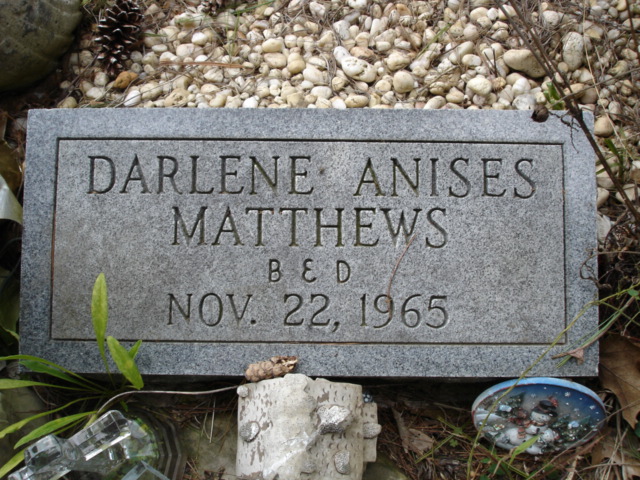 DARLENE ANISES
MATTHEWS
B & D
NOV. 22, 1965